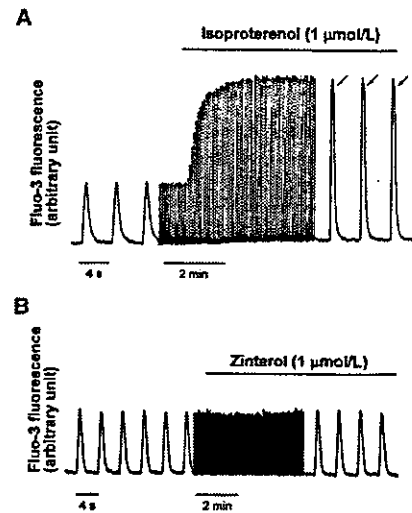 A
Isoproterenol (1 μmol/L)
Fluo-3 fluorescence
(arbitrary unit)
4 s
2 min
B
Zinterol (1 μmol/L)
Fluo-3 fluorescence
(arbitrary unit)
4 s
2 min